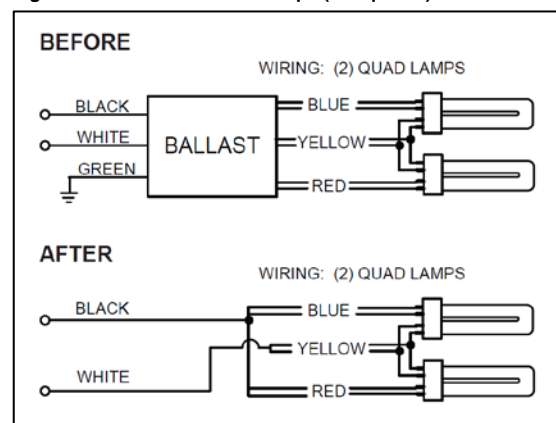 BEFORE
WIRING: (2) QUAD LAMPS
BLACK
BLUE
WHITE
BALLAST
YELLOW
GREEN
RED
AFTER
WIRING: (2) QUAD LAMPS
BLACK
BLUE
YELLOW
WHITE
RED